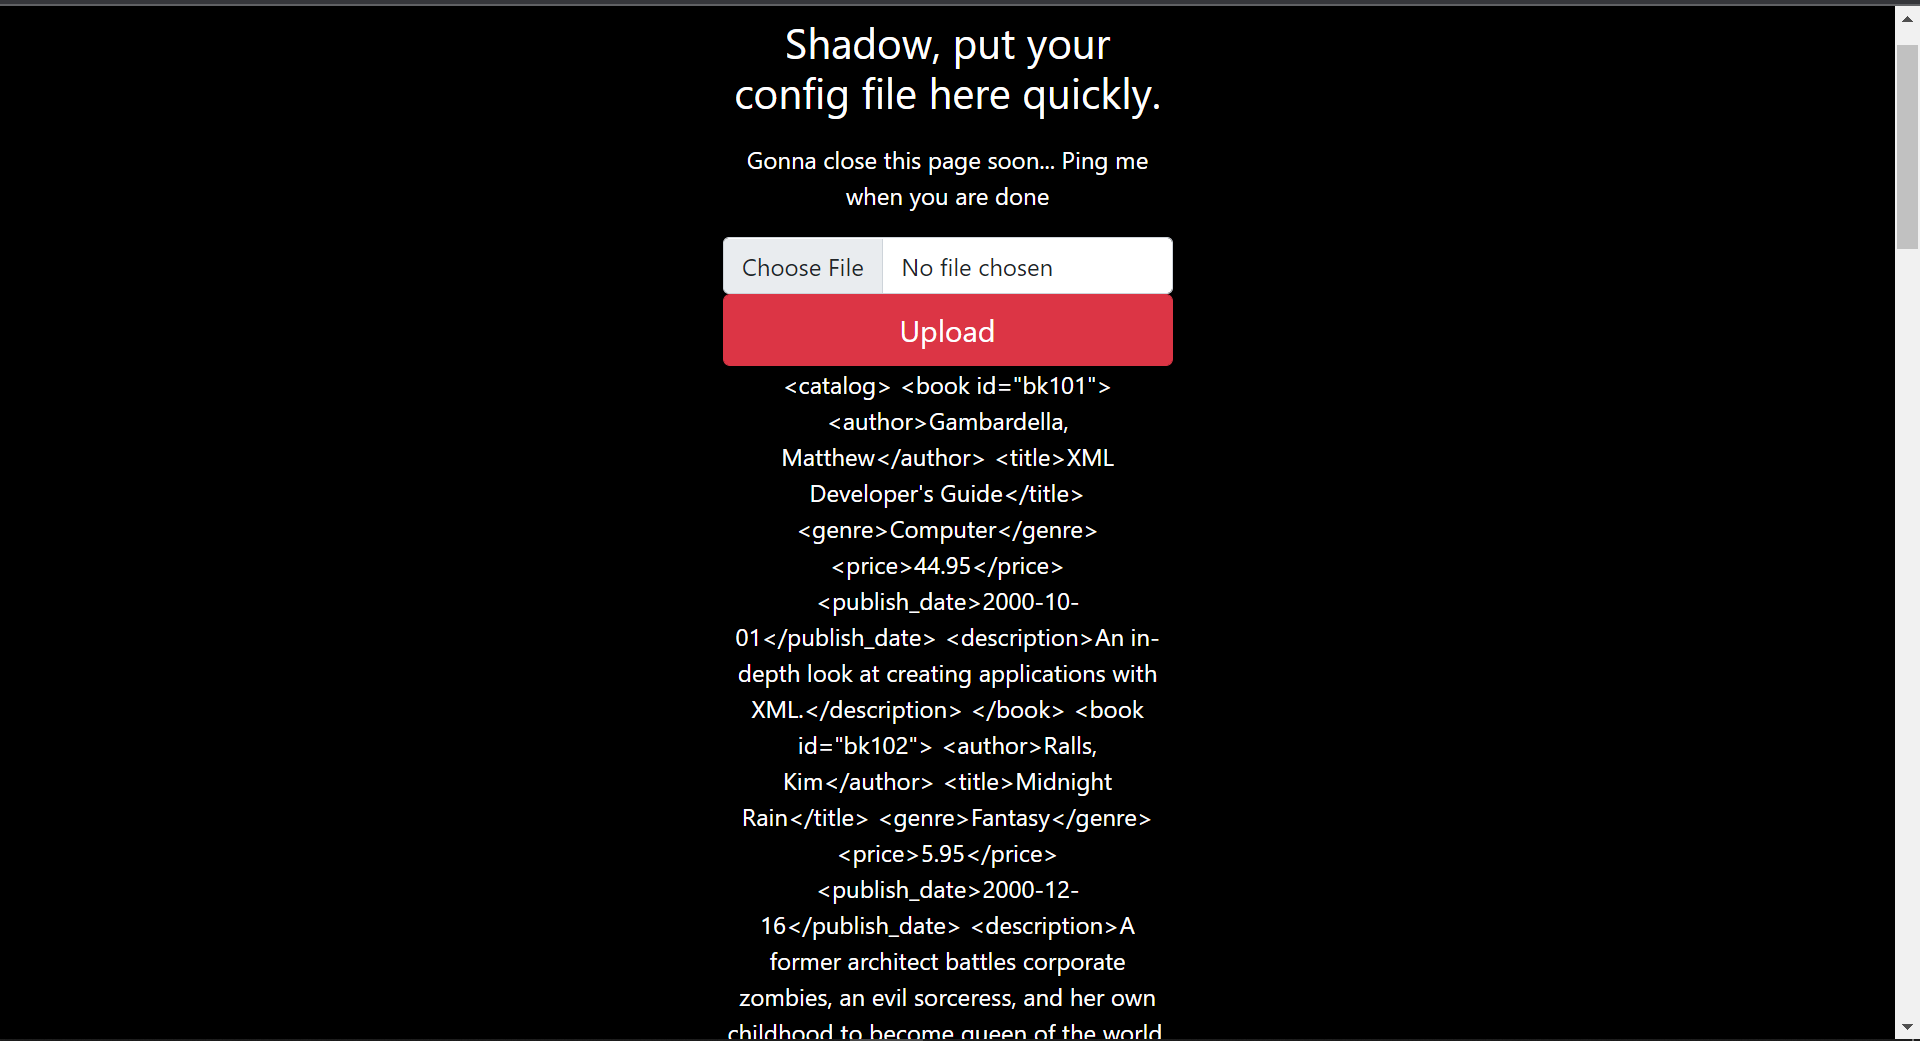 Shadow, put your
config file here quickly.
Gonna close this page soon... Ping me
when you are done
Choose File No file chosen
Upload
<catalog> <book id="bk101">
<author>Gambardella,
Matthew</author> <title>XML
Developer's Guide</title>
<genre>Computer</genre>
<price>44.95</price>
<publish_date>2000-10-
01</publish_date> <description>An in-
depth look at creating applications with
XML.</description> </book> <book
id="bk102"> <author>Ralls,
Kim</author> <title>Midnight
Rain</title> <genre>Fantasy</genre>
<price>5.95</price>
<publish_date>2000-12-
16</publish_date> <description>A
former architect battles corporate
zombies, an evil sorceress, and her own
childhood to become queen of the world